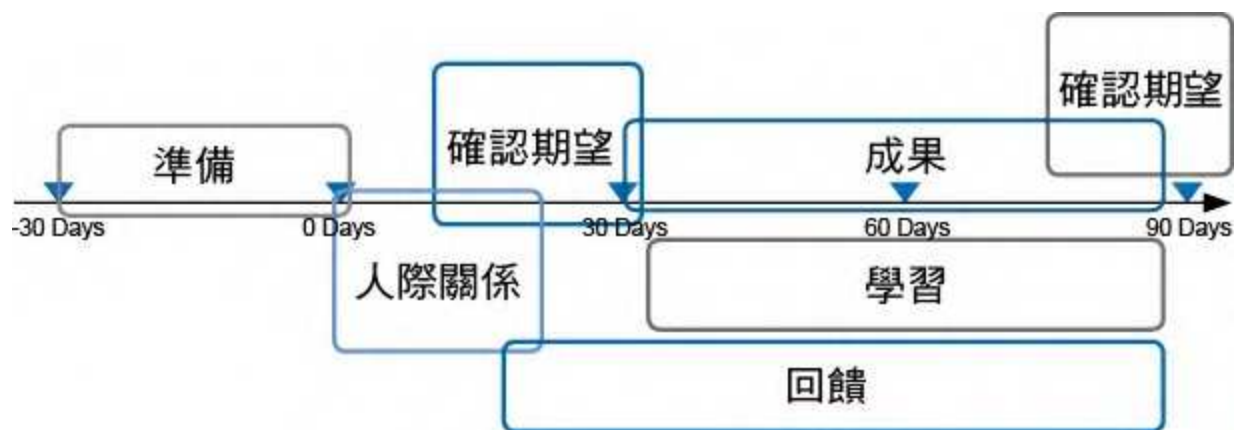 確認期望
確認期望
準備
成果
-30 Days
0 Days
30 Days
60 Days
90 Days
人際關係
學習
回饋